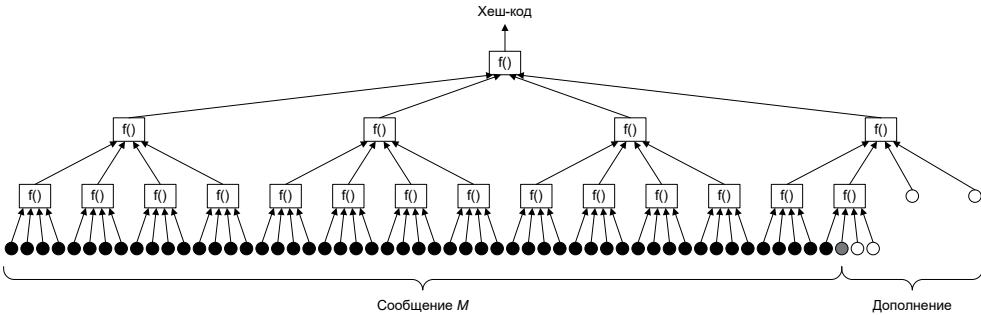 Хеш-код
f()
f() f() f() f()
f() f() f() f() f() f() f() f() f() f() f() f() f() f()
Сообщение M Дополнение